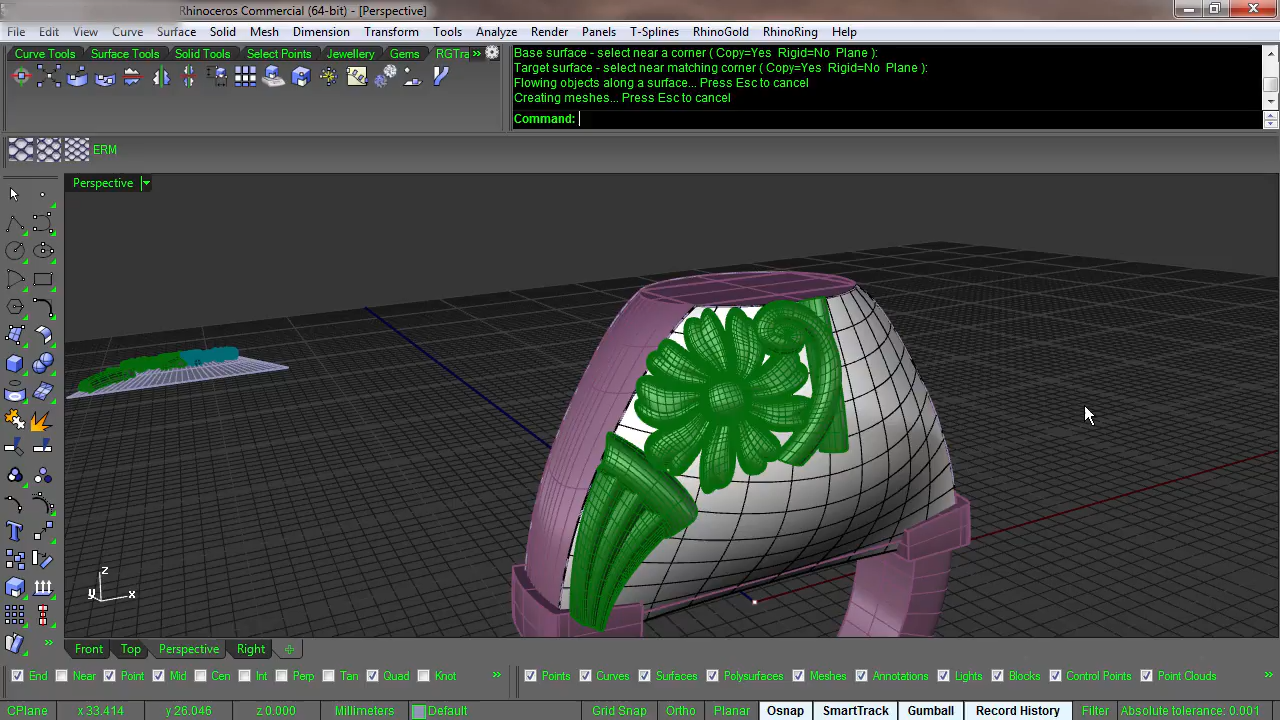 Rhinoceros Commercial (64-bit) - [Perspective]
File Edit View Curve Surface Solid Mesh Dimension Transform Tools Analyze Render Panels T-Splines RhinoGold RhinoRing Help
Curve Tools Surface Tools Solid Tools Select Points Jewellery Gems RGTra »
Base surface - select near a corner ( Copy=Yes Rigid=No Plane ):
Target surface - select near matching corner ( Copy=Yes Rigid=No Plane ):
Flowing objects along a surface... Press Esc to cancel
Creating meshes... Press Esc to cancel
Command:
ERM
Perspective
z
y x
Front Top Perspective Right
End Near Point Mid Cen Int Perp Tan Quad Knot » Points Curves Surfaces Polysurfaces Meshes Annotations Lights Blocks Control Points Point Clouds »
CPlane x 33.414 y 26.046 z 0.000 Millimeters Default Grid Snap Ortho Planar Osnap SmartTrack Gumball Record History Filter Absolute tolerance: 0.001